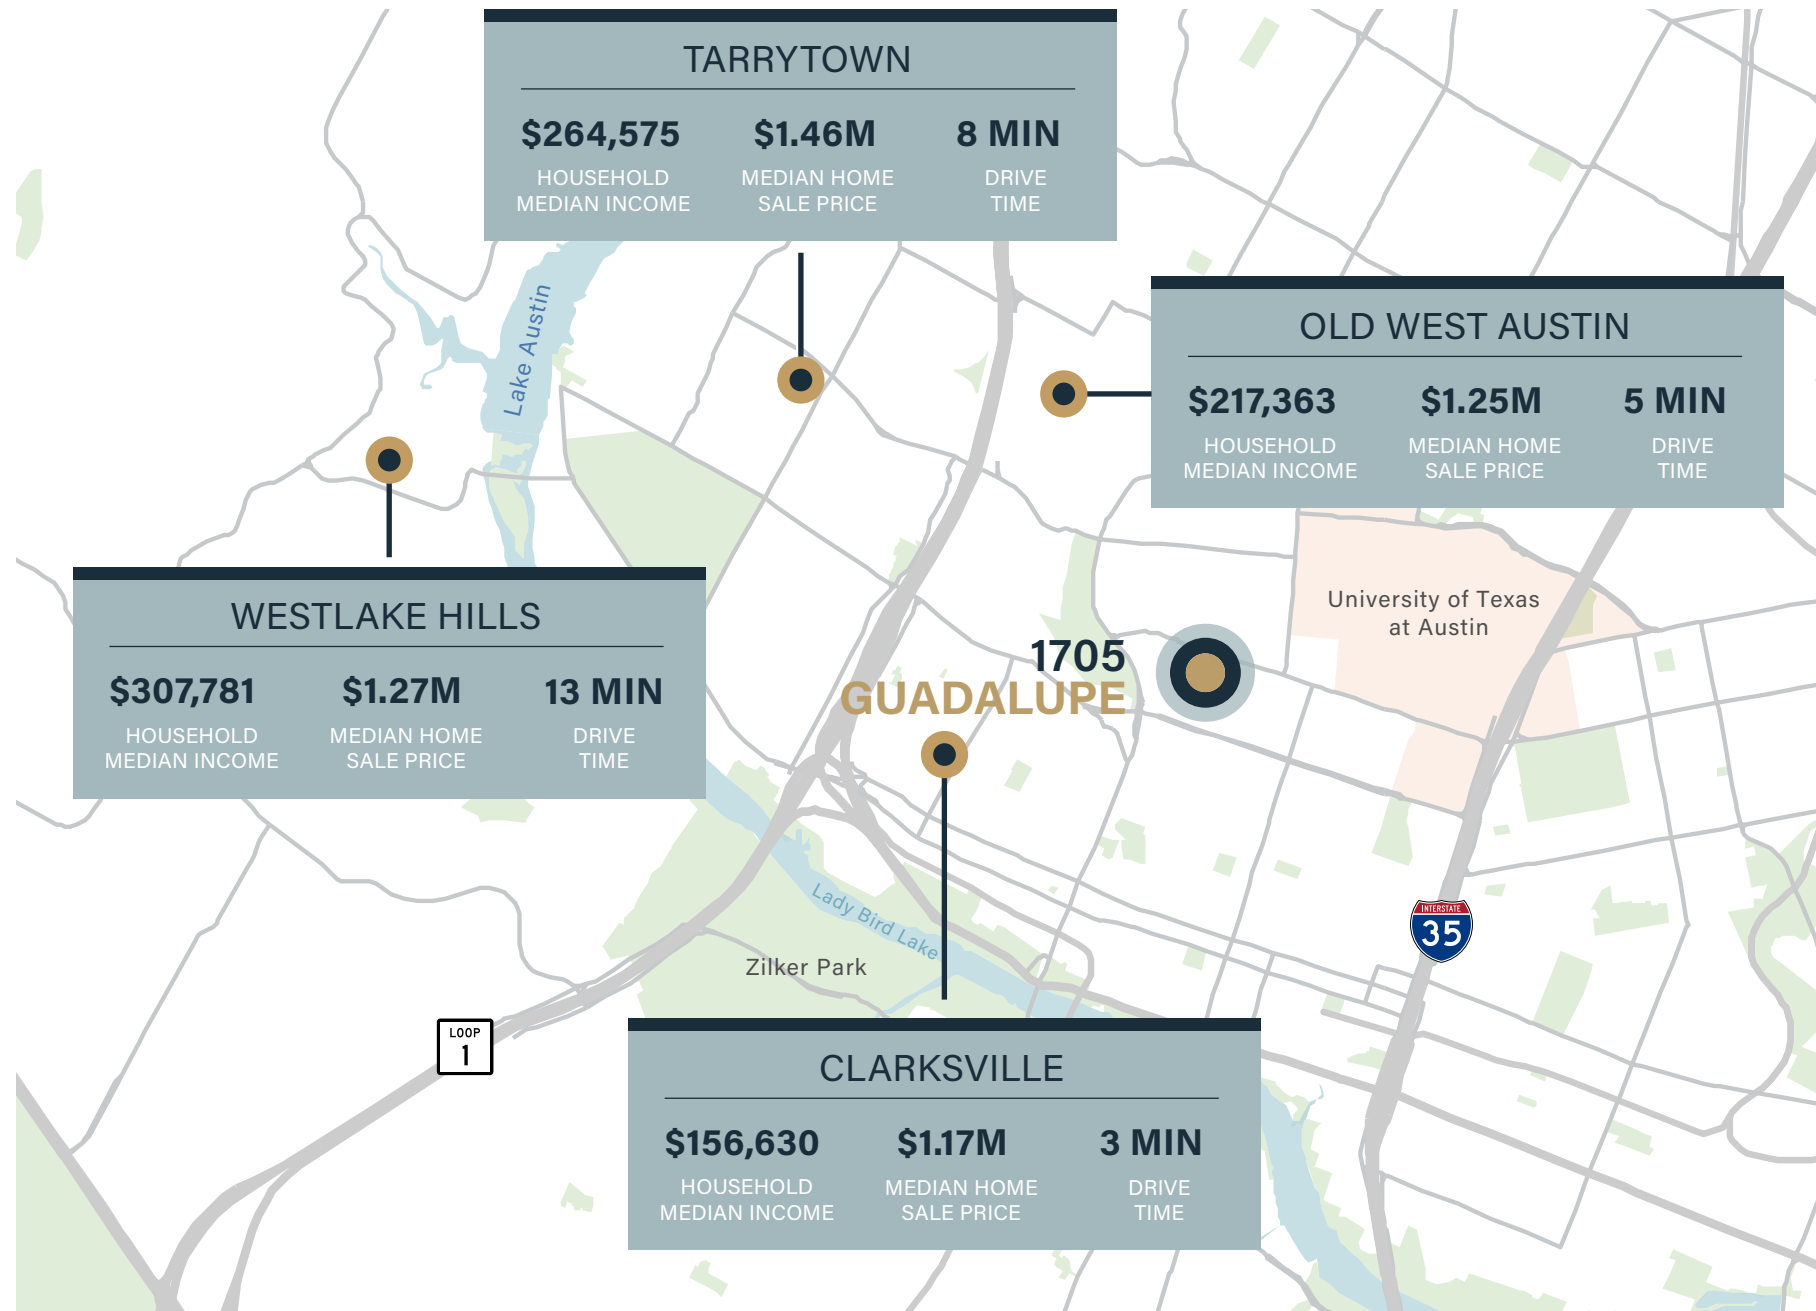 TARRYTOWN
$264,575
HOUSEHOLD
MEDIAN INCOME
$1.46M
MEDIAN HOME
SALE PRICE
8 MIN
DRIVE
TIME
Lake Austin
OLD WEST AUSTIN
$217,363
HOUSEHOLD
MEDIAN INCOME
$1.25M
MEDIAN HOME
SALE PRICE
5 MIN
DRIVE
TIME
WESTLAKE HILLS
$307,781
HOUSEHOLD
MEDIAN INCOME
$1.27M
MEDIAN HOME
SALE PRICE
13 MIN
DRIVE
TIME
University of Texas
at Austin
1705
GUADALUPE
Lady Bird Lake
Zilker Park
INTERSTATE
35
LOOP
1
CLARKSVILLE
$156,630
HOUSEHOLD
MEDIAN INCOME
$1.17M
MEDIAN HOME
SALE PRICE
3 MIN
DRIVE
TIME